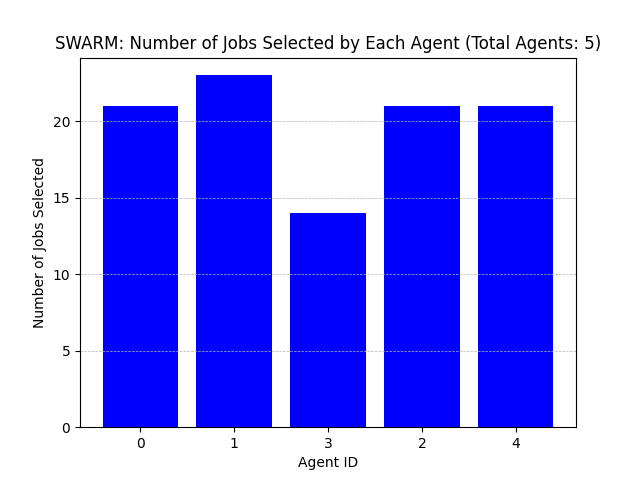 SWARM: Number of Jobs Selected by Each Agent (Total Agents: 5)
Number of Jobs Selected
20
15
10
5
0
0 1 3 2 4
Agent ID